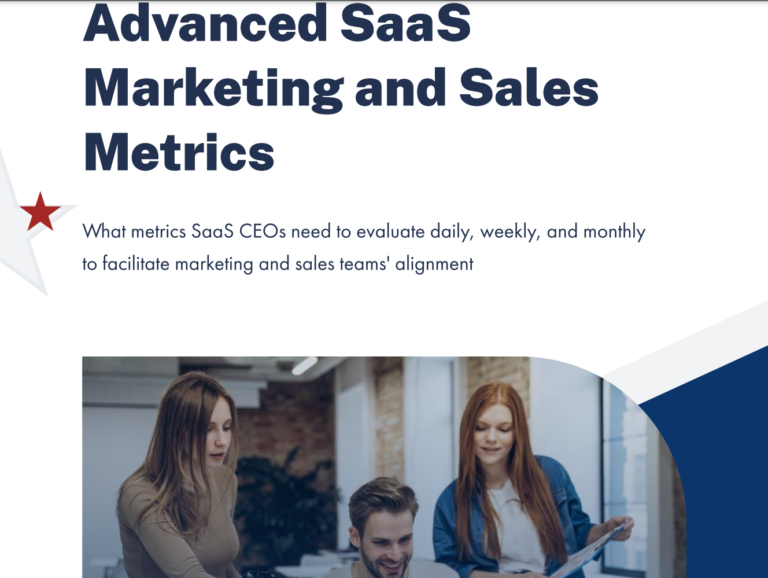 Advanced SaaS
Marketing and Sales
Metrics
What metrics SaaS CEOs need to evaluate daily, weekly, and monthly
to facilitate marketing and sales teams' alignment